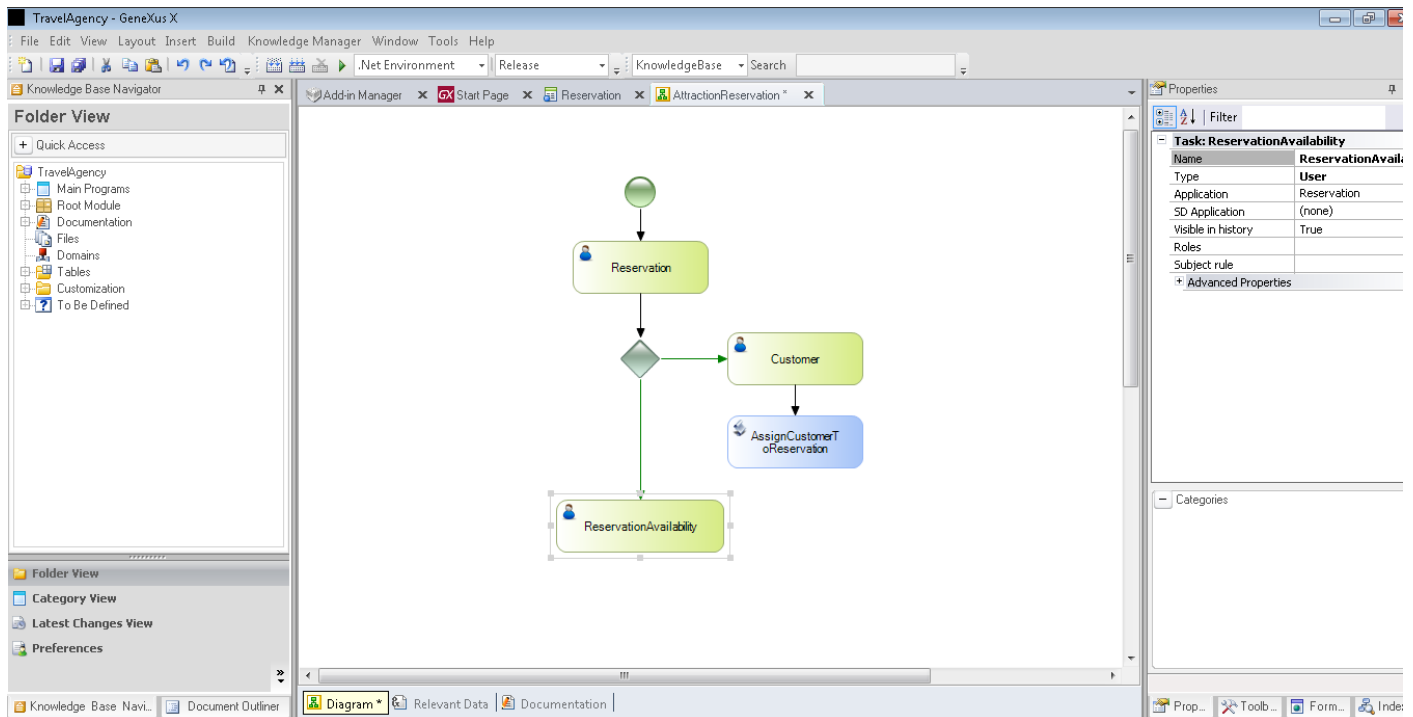 TravelAgency - GeneXus X
File Edit View Layout Insert Build Knowledge Manager Window Tools Help
.Net Environment Release KnowledgeBase Search
Knowledge Base Navigator
Add-in Manager GX Start Page Reservation AttractionReservation *
Properties
Folder View
Filter
+ Quick Access
Task: ReservationAvailability
Name
Type User
Application Reservation
SD Application (none)
Visible in history True
Roles
Subject rule
+ Advanced Properties
TravelAgency
Main Programs
Root Module
Documentation
Files
Domains
Tables
Customization
To Be Defined
Reservation
Customer
AssignCustomerT
oReservation
ReservationAvailability
Categories
Folder View
Category View
Latest Changes View
Preferences
Knowledge Base Navi... Document Outliner
Diagram * Relevant Data Documentation
Prop... Toolb... Form...